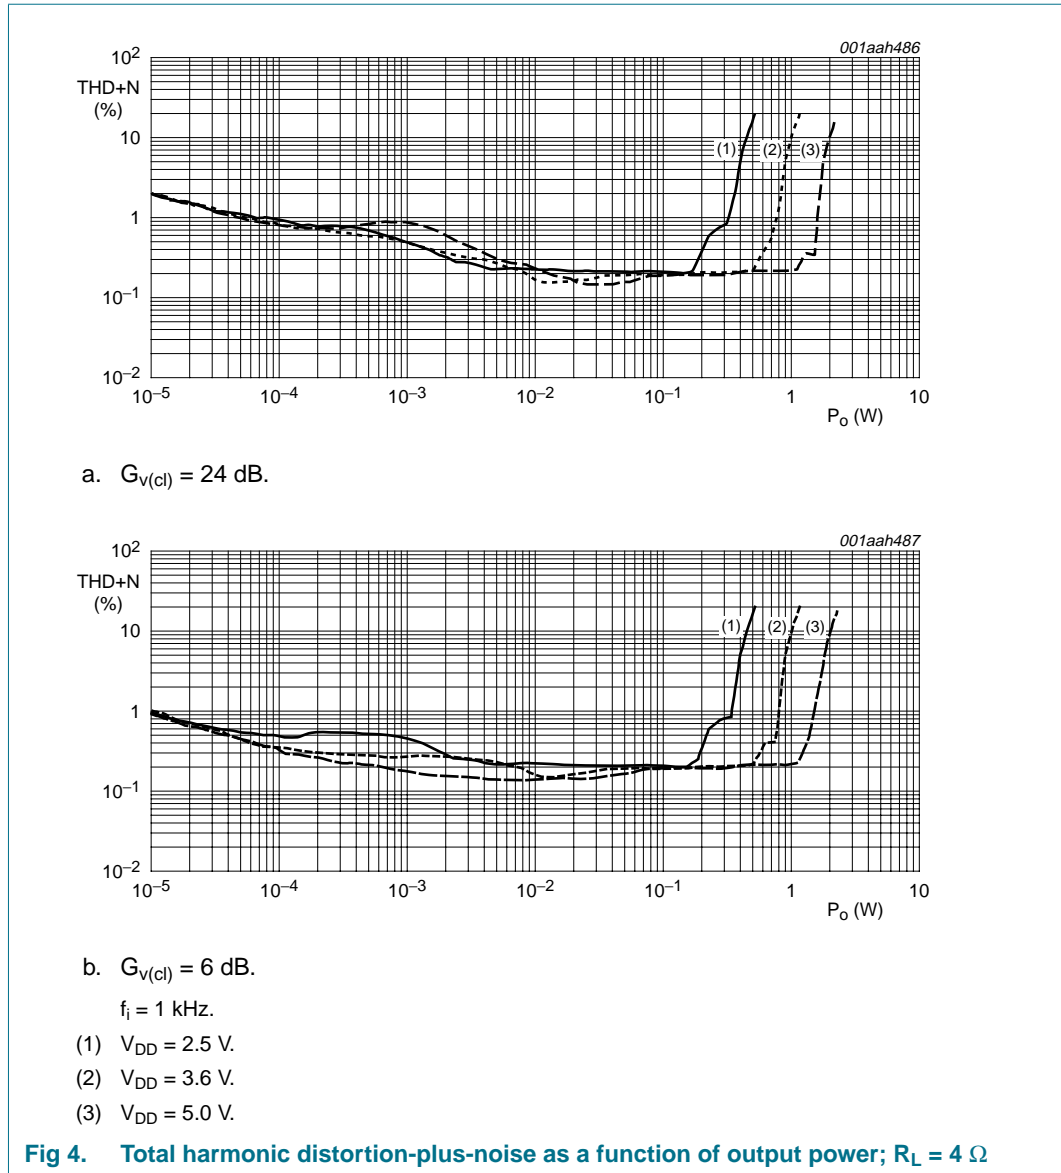 001aah486
10²
THD+N
(%)
10
(1) (2) (3)
1
10⁻¹
10⁻²
10⁻⁵ 10⁻⁴ 10⁻³ 10⁻² 10⁻¹ 1 10
Pₒ (W)
a. G_v(cl) = 24 dB.
001aah487
10²
THD+N
(%)
10
(1) (2) (3)
1
10⁻¹
10⁻²
10⁻⁵ 10⁻⁴ 10⁻³ 10⁻² 10⁻¹ 1 10
Pₒ (W)
b. G_v(cl) = 6 dB.
f_i = 1 kHz.
(1) V_DD = 2.5 V.
(2) V_DD = 3.6 V.
(3) V_DD = 5.0 V.
Fig 4. Total harmonic distortion-plus-noise as a function of output power; R_L = 4 Ω